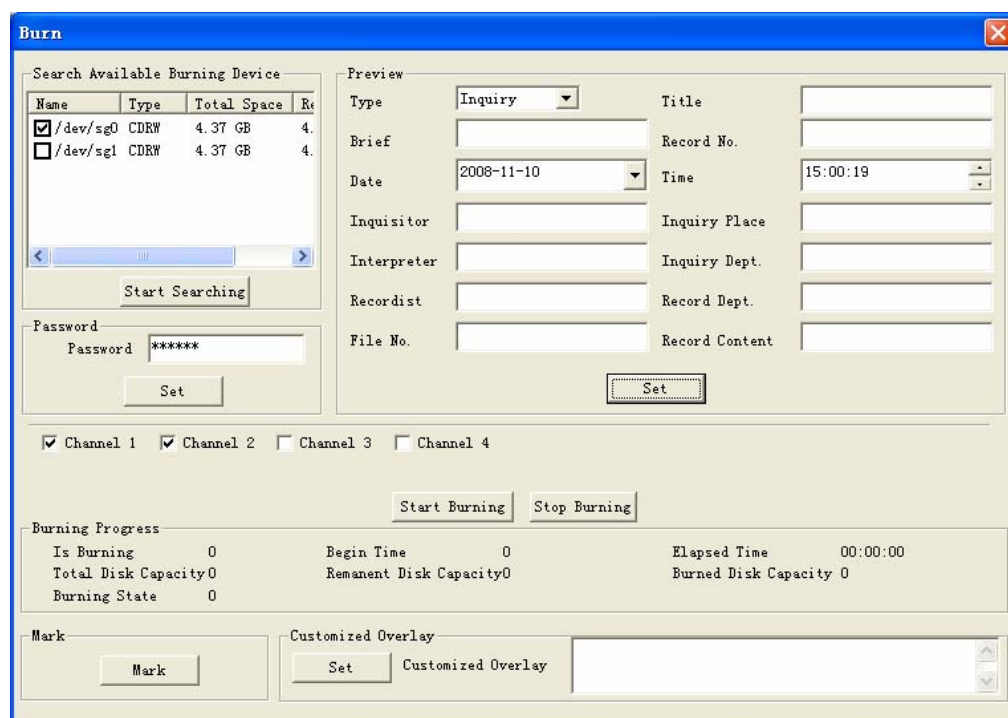 Burn
Search Available Burning Device
Name Type Total Space Re
/dev/sg0 CDRW 4.37 GB 4.
/dev/sg1 CDRW 4.37 GB 4.
Start Searching
Password
Password ******
Set
Preview
Type Inquiry Title
Brief Record No.
Date 2008-11-10 Time 15:00:19
Inquisitor Inquiry Place
Interpreter Inquiry Dept.
Recordist Record Dept.
File No. Record Content
Set
Channel 1 Channel 2 Channel 3 Channel 4
Start Burning Stop Burning
Burning Progress
Is Burning 0 Begin Time 0 Elapsed Time 00:00:00
Total Disk Capacity0 Remanent Disk Capacity0 Burned Disk Capacity 0
Burning State 0
Mark
Mark
Customized Overlay
Set Customized Overlay